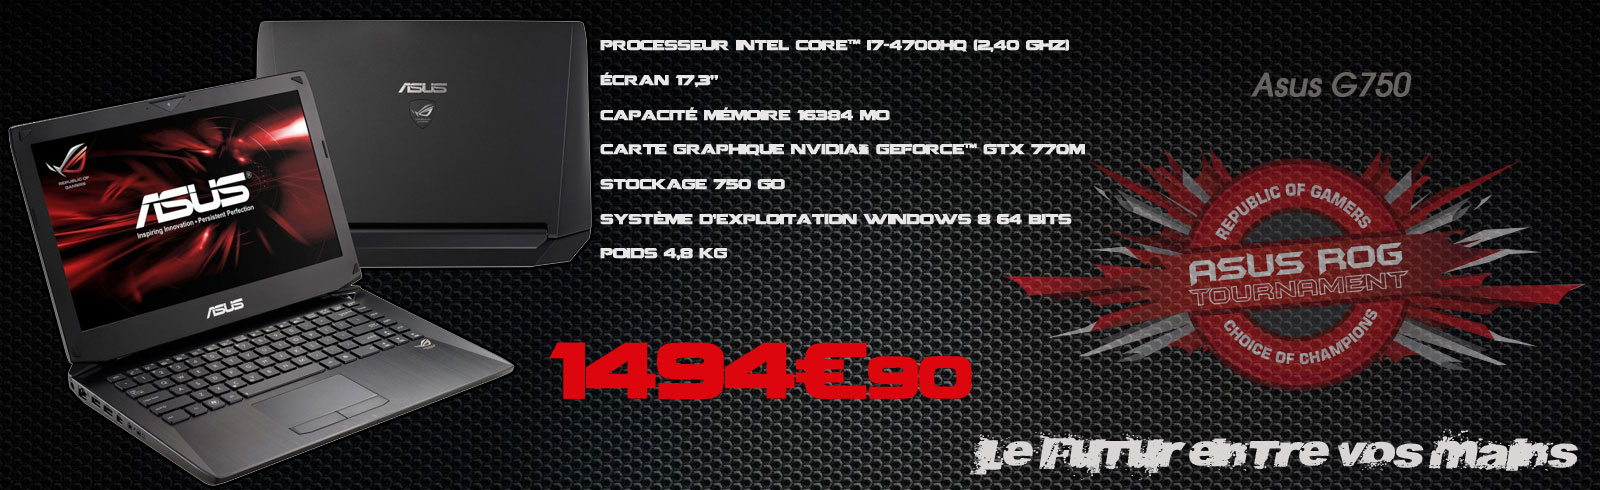 ASUS
REPUBLIC OF
GAMERS
ASUS®
Inspiring Innovation • Persistent Perfection
ASUS
PROCESSEUR INTEL CORE™ I7-4700HQ (2,40 GHZ)
ÉCRAN 17,3"
CAPACITÉ MÉMOIRE 16384 MO
CARTE GRAPHIQUE NVIDIA® GEFORCE™ GTX 770M
STOCKAGE 750 GO
SYSTÈME D'EXPLOITATION WINDOWS 8 64 BITS
POIDS 4,8 KG
1494€90
Asus G750
REPUBLIC OF GAMERS
ASUS ROG
TOURNAMENT
CHOICE OF CHAMPIONS
Le Futur entre vos mains